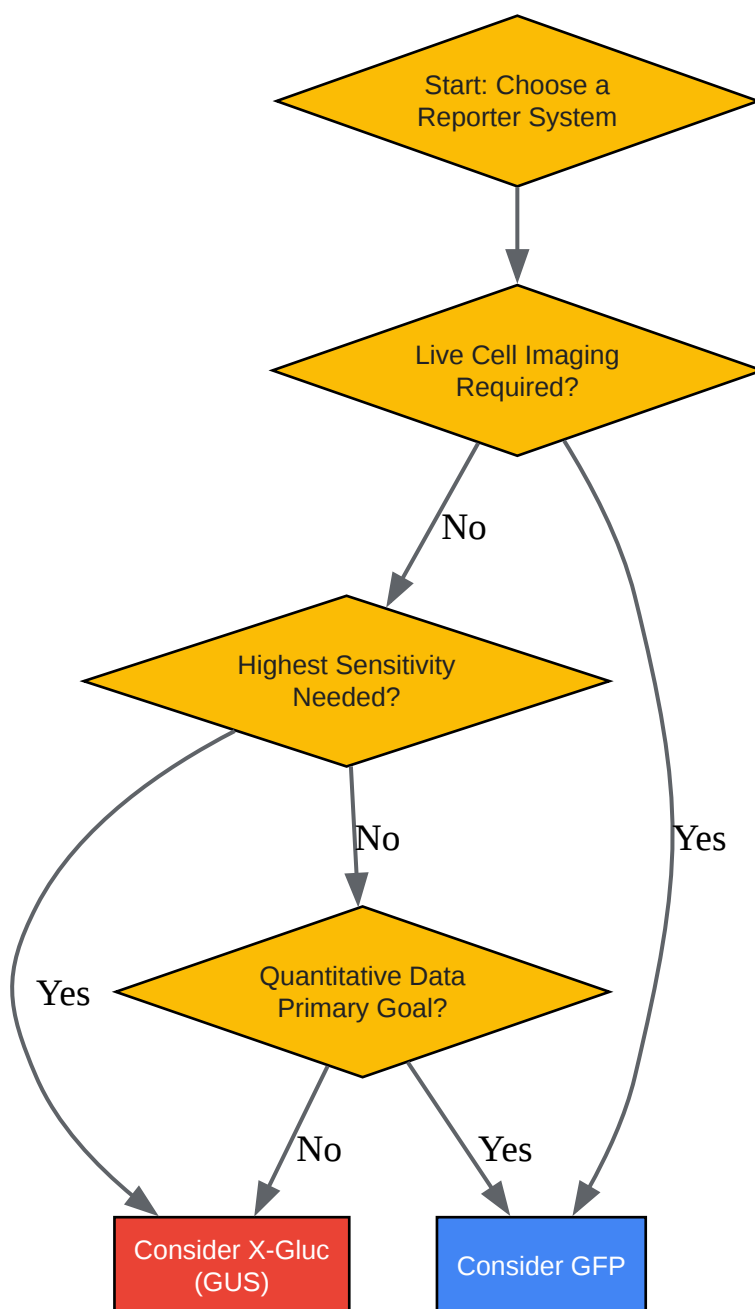 Start: Choose a
Reporter System
Live Cell Imaging
Required?
No
Highest Sensitivity
Needed?
No
Yes
Quantitative Data
Primary Goal?
Yes
No
Yes
Consider X-Gluc
(GUS)
Consider GFP